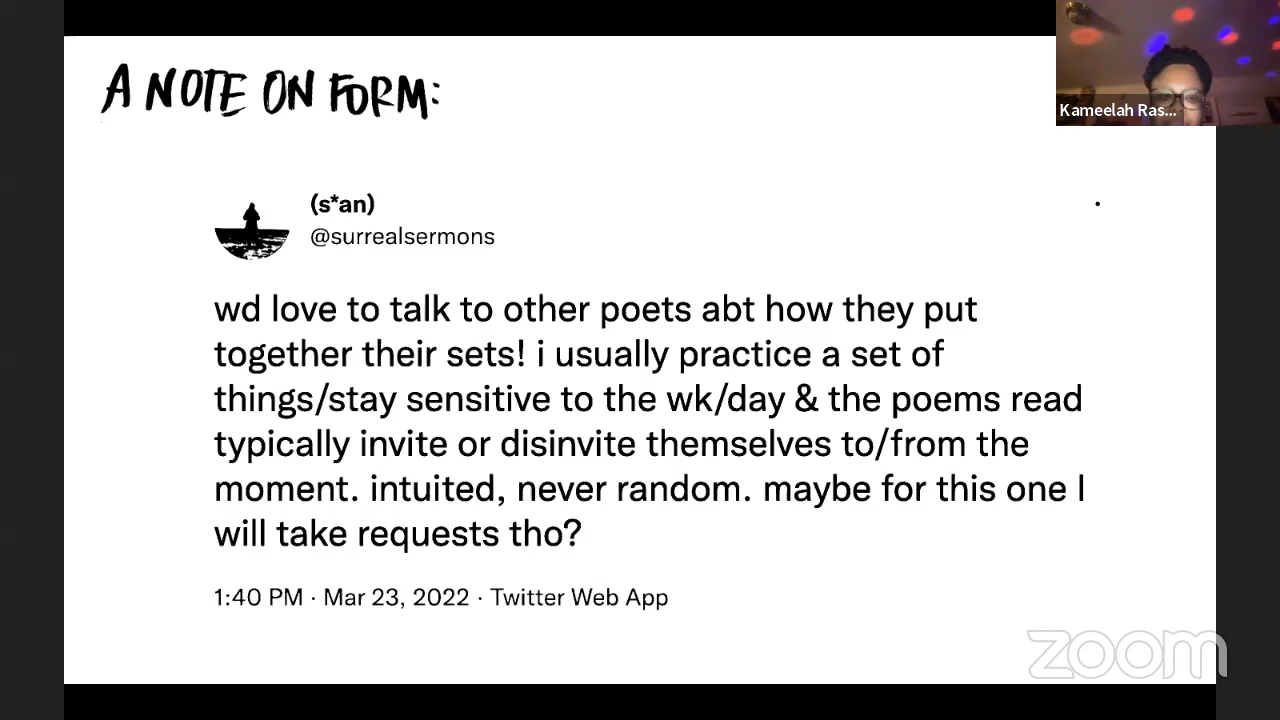 A NOTE ON FORM:
Kameelah Ras...
(s*an)
@surrealsermons
wd love to talk to other poets abt how they put
together their sets! i usually practice a set of
things/stay sensitive to the wk/day & the poems read
typically invite or disinvite themselves to/from the
moment. intuited, never random. maybe for this one I
will take requests tho?
1:40 PM · Mar 23, 2022 · Twitter Web App
zoom